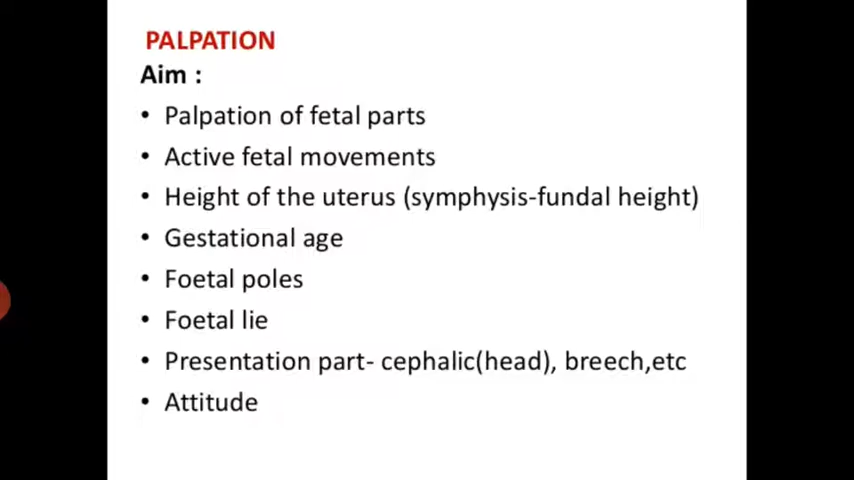 PALPATION
Aim :
• Palpation of fetal parts
• Active fetal movements
• Height of the uterus (symphysis-fundal height)
• Gestational age
• Foetal poles
• Foetal lie
• Presentation part- cephalic(head), breech,etc
• Attitude